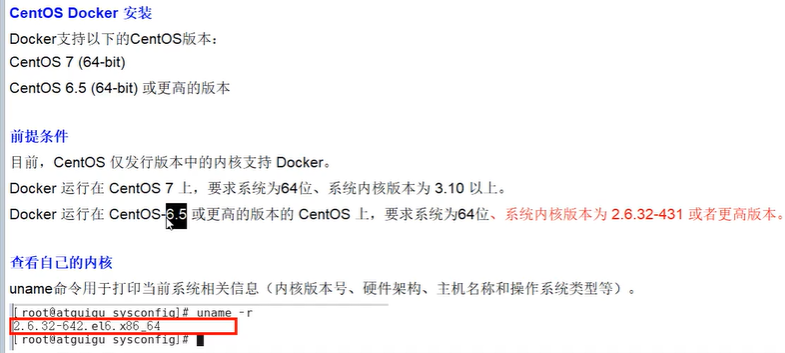 CentOS Docker 安装
Docker支持以下的CentOS版本：
CentOS 7 (64-bit)
CentOS 6.5 (64-bit) 或更高的版本
前提条件
目前，CentOS 仅发行版本中的内核支持 Docker。
Docker 运行在 CentOS 7 上，要求系统为64位、系统内核版本为 3.10 以上。
Docker 运行在 CentOS-6.5 或更高的版本的 CentOS 上，要求系统为64位、系统内核版本为 2.6.32-431 或者更高版本。
查看自己的内核
uname命令用于打印当前系统相关信息（内核版本号、硬件架构、主机名称和操作系统类型等）。
[root@atguigu sysconfig]# uname -r
2.6.32-642.el6.x86_64
[root@atguigu sysconfig]#